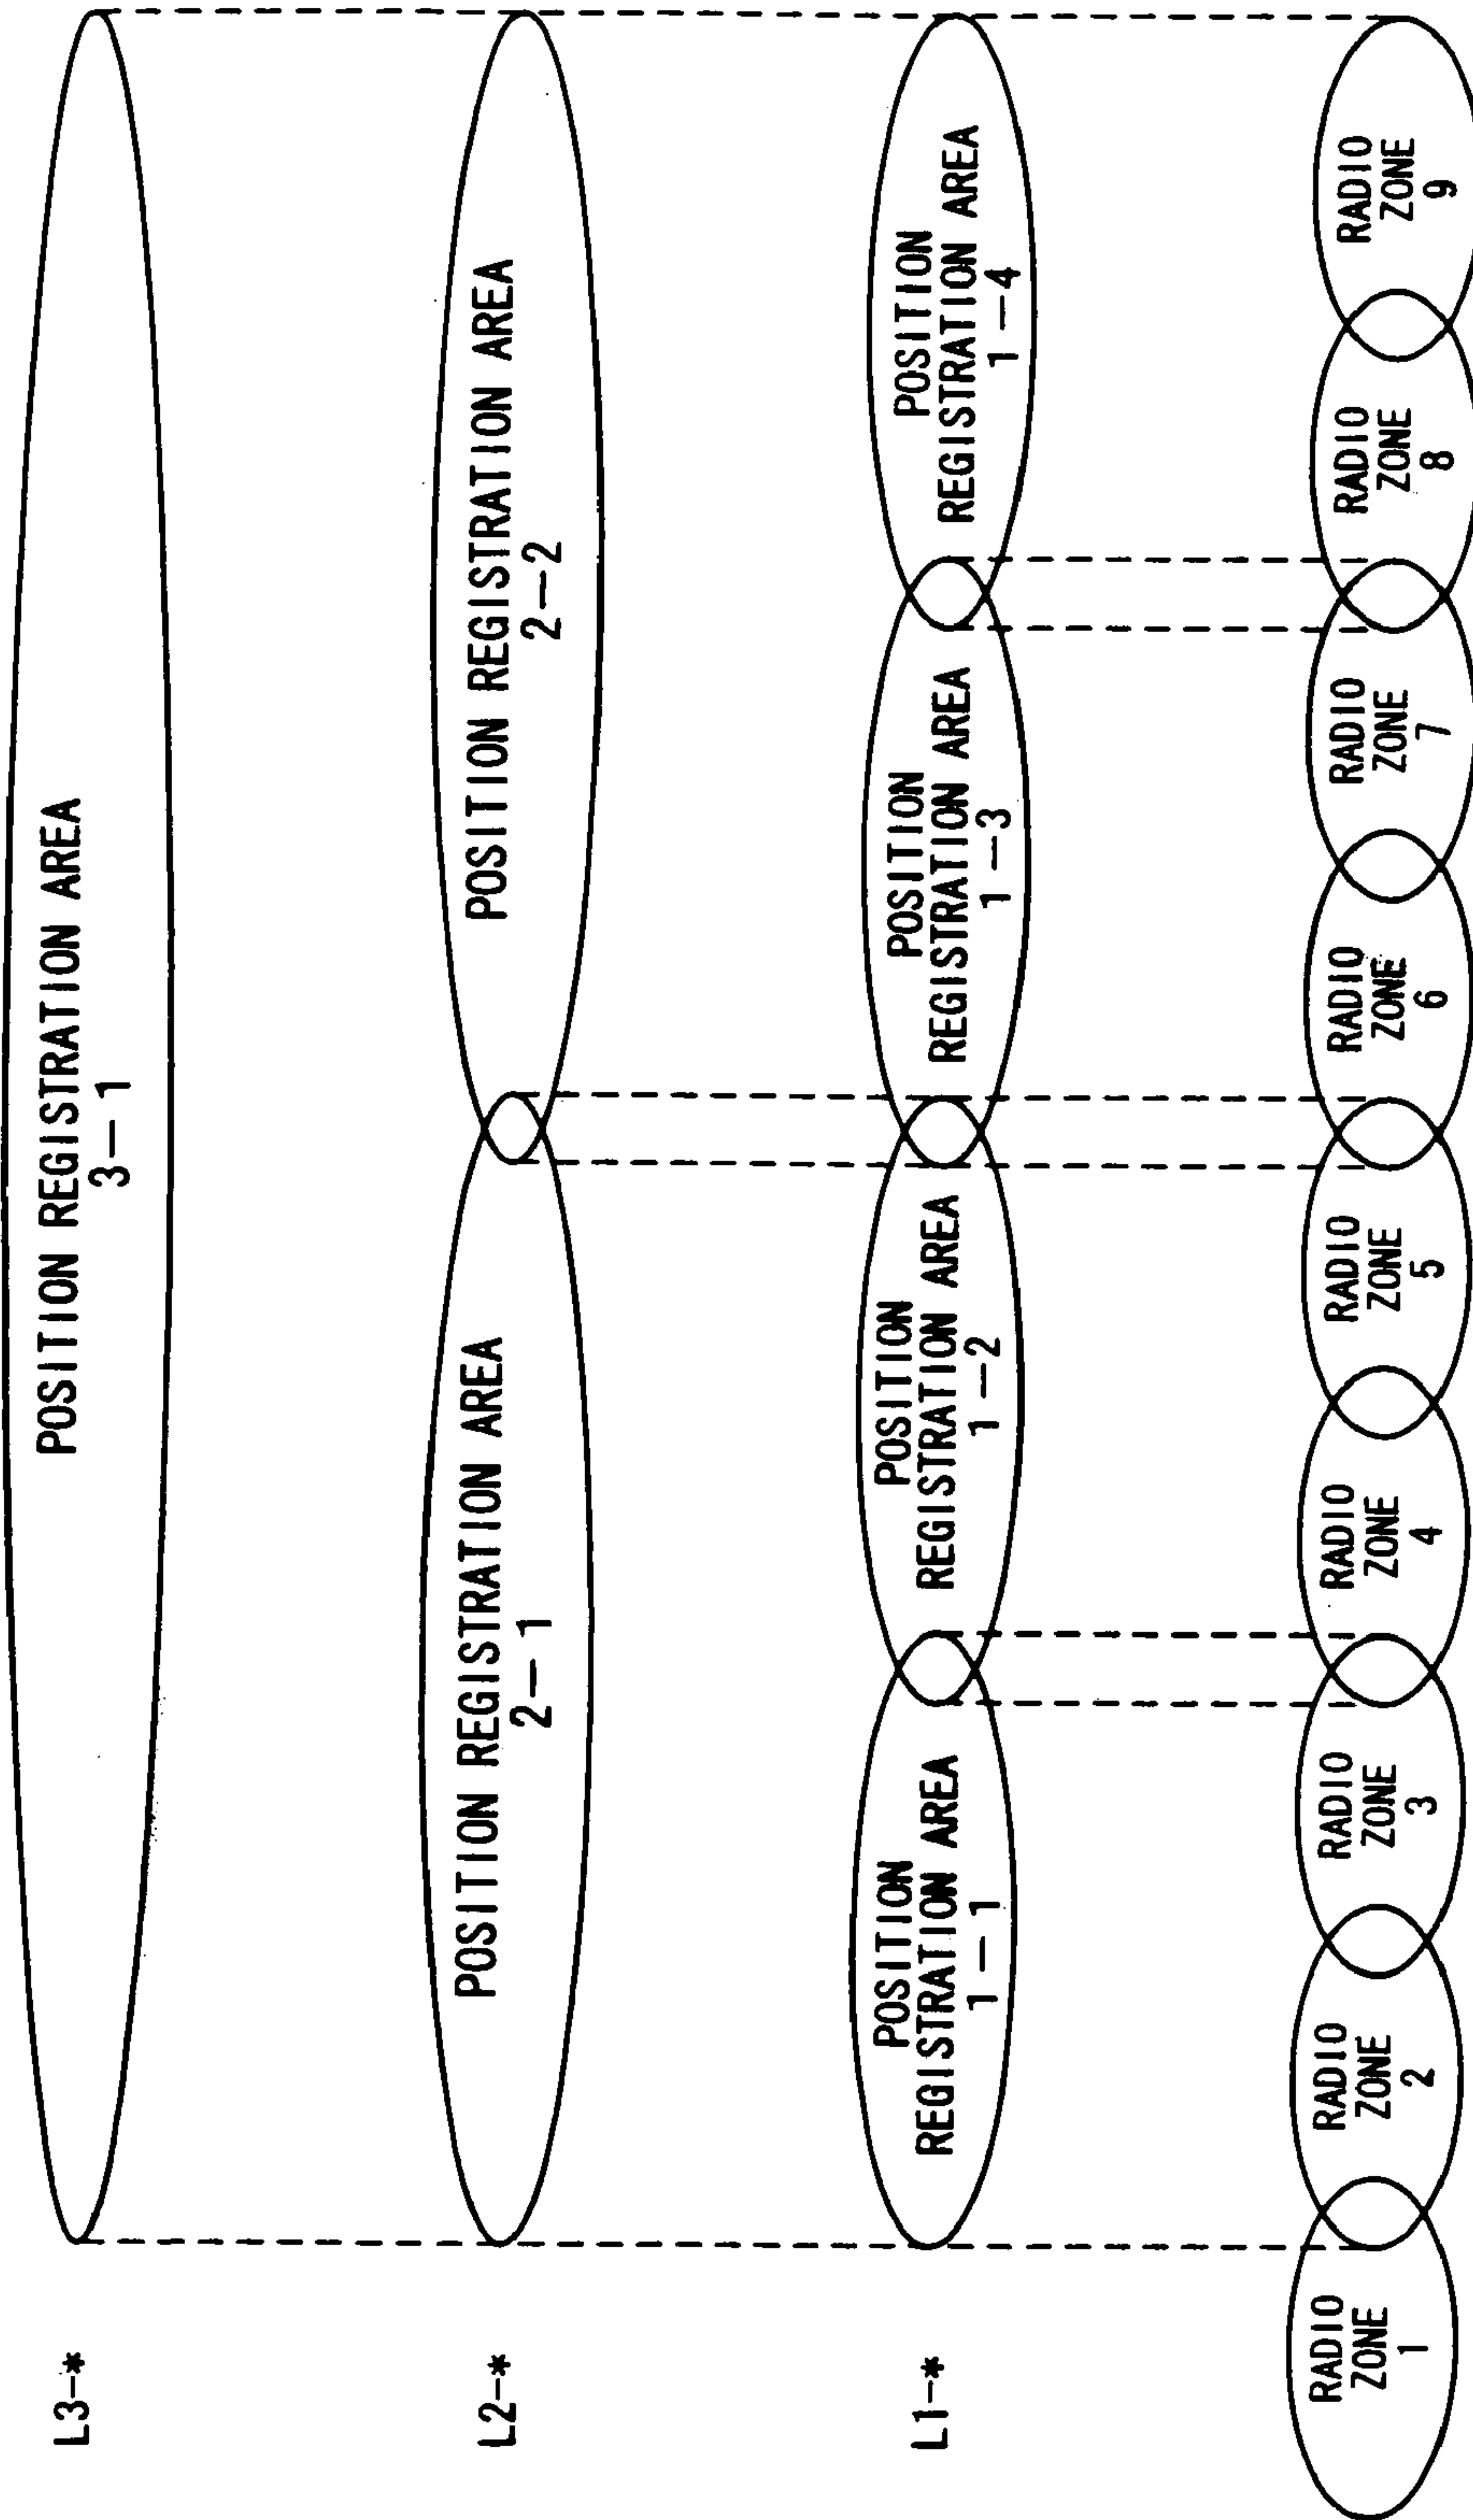 L3-*
POSITION REGISTRATION AREA
3-1
L2-*
POSITION REGISTRATION AREA
2-1
POSITION REGISTRATION AREA
2-2
L1-*
POSITION
REGISTRATION AREA
1-1
POSITION
REGISTRATION AREA
1-2
POSITION
REGISTRATION AREA
1-3
POSITION
REGISTRATION AREA
1-4
RADIO
ZONE
1
RADIO
ZONE
2
RADIO
ZONE
3
RADIO
ZONE
4
RADIO
ZONE
5
RADIO
ZONE
6
RADIO
ZONE
7
RADIO
ZONE
8
RADIO
ZONE
9